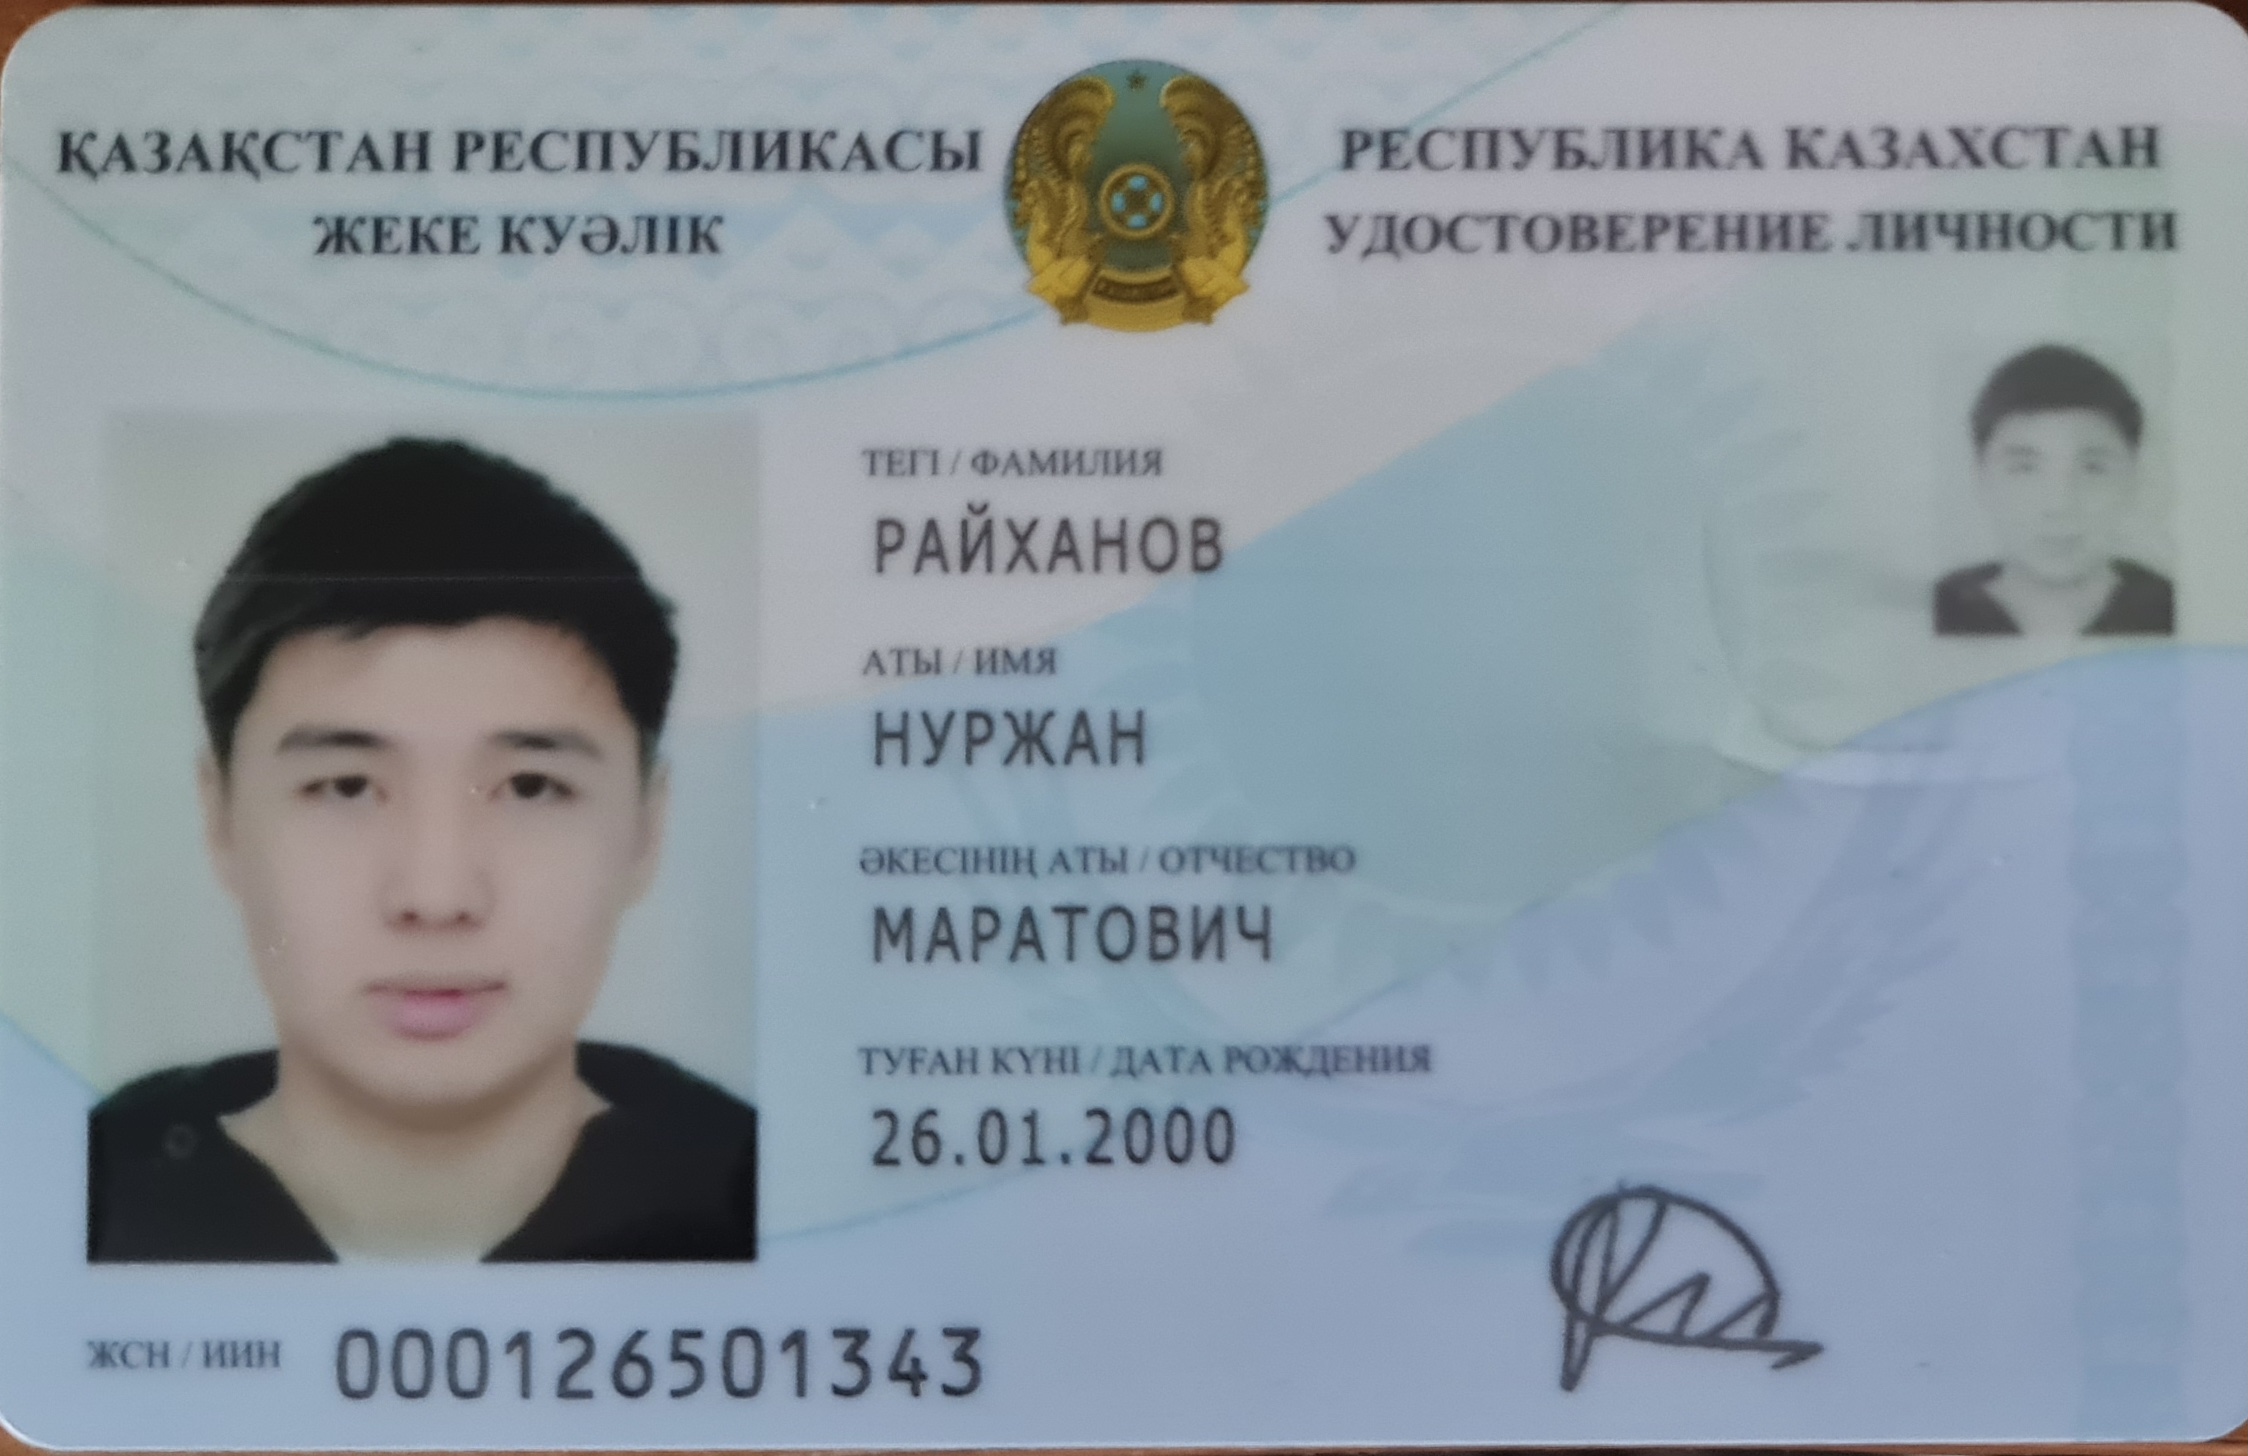 ҚАЗАҚСТАН РЕСПУБЛИКАСЫ
ЖЕКЕ КУӘЛІК
РЕСПУБЛИКА КАЗАХСТАН
УДОСТОВЕРЕНИЕ ЛИЧНОСТИ
ТЕГІ / ФАМИЛИЯ
РАЙХАНОВ
АТЫ / ИМЯ
НУРЖАН
ӘКЕСІНІҢ АТЫ / ОТЧЕСТВО
МАРАТОВИЧ
ТУҒАН КҮНІ / ДАТА РОЖДЕНИЯ
26.01.2000
ЖСН / ИИН 000126501343